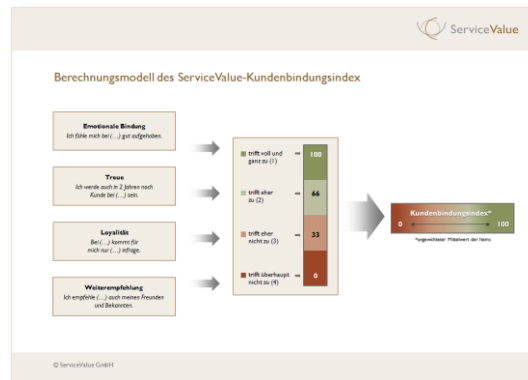 ServiceValue
Berechnungsmodell des ServiceValue-Kundenbindungsindex
Emotionale Bindung
Ich fühle mich bei (...) gut aufgehoben.
Treue
Ich werde auch in 2 Jahren noch
Kunde bei (...) sein.
Loyalität
Bei (...) kommt für
mich nur (...) infrage.
Weiterempfehlung
Ich empfehle (...) auch meinen Freunden
und Bekannten.
trifft voll und
ganz zu (1)
100
trifft eher
zu (2)
66
trifft eher
nicht zu (3)
33
trifft überhaupt
nicht zu (4)
0
Kundenbindungsindex*
0 100
*ungewichteter Mittelwert der Items
© ServiceValue GmbH